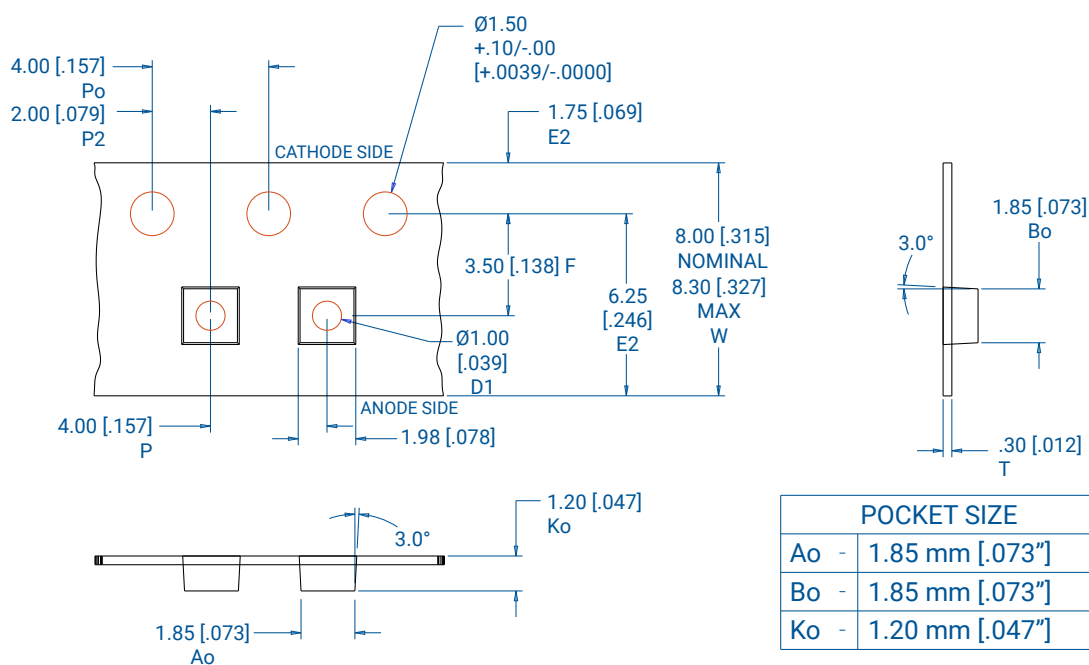 Ø1.50
+.10/-.00
[+.0039/-.0000]
4.00 [.157]
Po
2.00 [.079]
P2
1.75 [.069]
E2
CATHODE SIDE
3.50 [.138] F
8.00 [.315]
NOMINAL
8.30 [.327]
MAX
W
6.25
[.246]
E2
Ø1.00
[.039]
D1
ANODE SIDE
4.00 [.157]
P
1.98 [.078]
1.85 [.073]
Bo
3.0°
.30 [.012]
T
1.20 [.047]
Ko
3.0°
1.85 [.073]
Ao
POCKET SIZE
Ao - 1.85 mm [.073”]
Bo - 1.85 mm [.073”]
Ko - 1.20 mm [.047”]